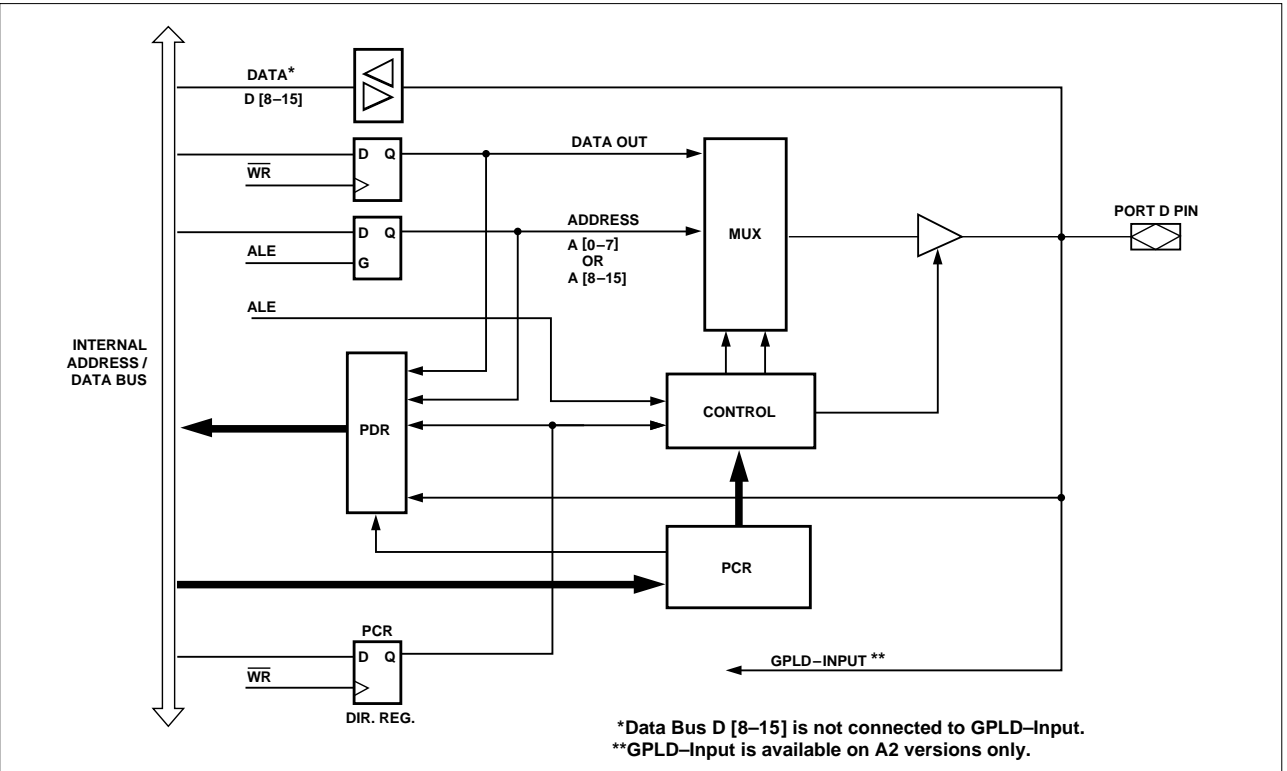 DATA*
D [8–15]
D Q
DATA OUT
WR
PORT D PIN
D Q
ADDRESS
MUX
ALE
G
A [0–7]
OR
A [8–15]
ALE
INTERNAL
ADDRESS /
DATA BUS
CONTROL
PDR
PCR
PCR
D Q
GPLD–INPUT **
WR
DIR. REG.
*Data Bus D [8–15] is not connected to GPLD–Input.
**GPLD–Input is available on A2 versions only.